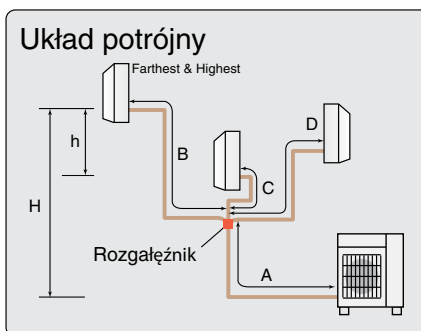 Układ potrójny
Farthest & Highest
D
h
B
C
H
Rozgałęźnik
A